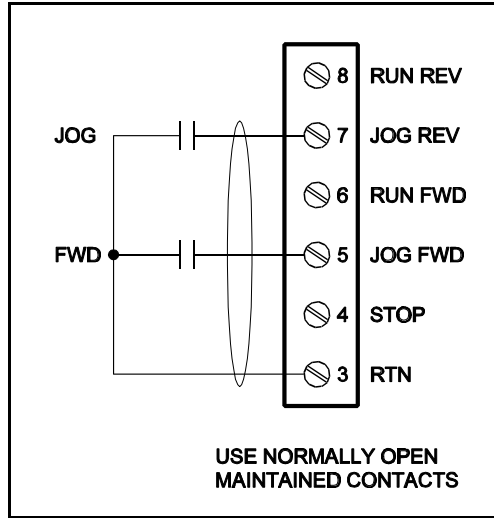 8 RUN REV
JOG 7 JOG REV
6 RUN FWD
FWD 5 JOG FWD
4 STOP
3 RTN
USE NORMALLY OPEN
MAINTAINED CONTACTS